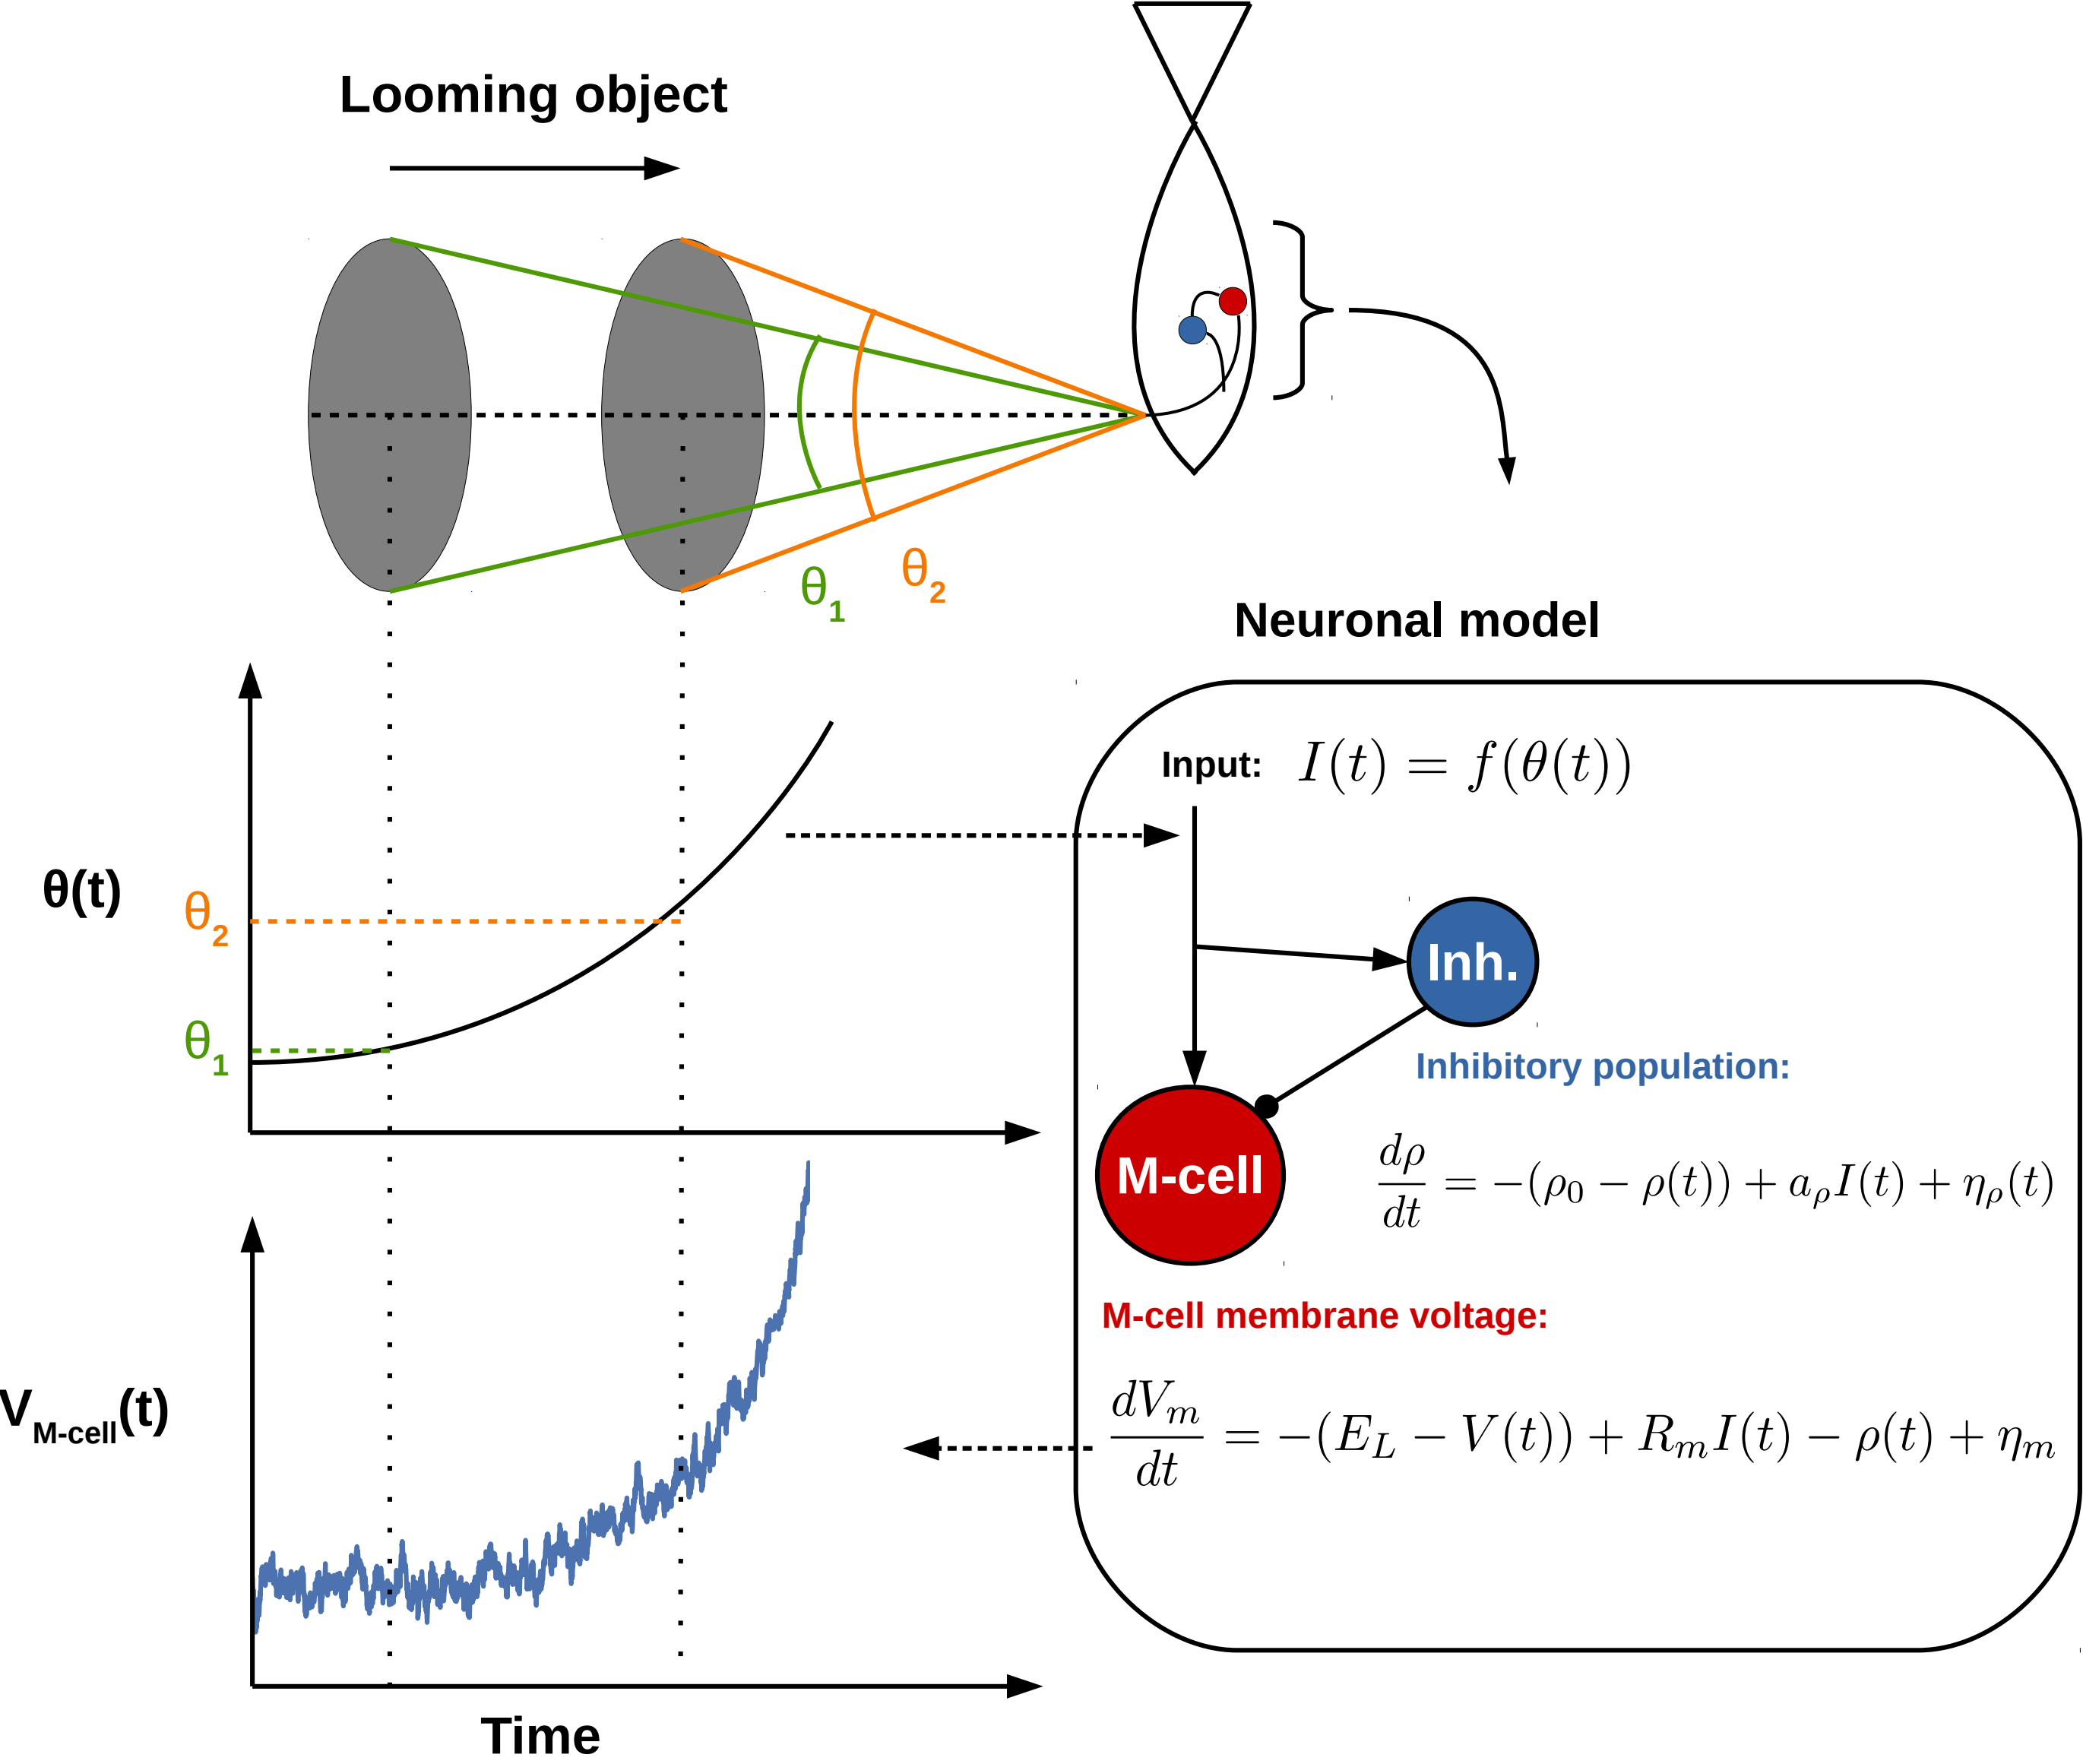 Looming object
θ1
θ2
Neuronal model
Input: I(t) = f(θ(t))
θ(t)
θ2
θ1
Inh.
Inhibitory population:
M-cell
dρ/dt = −(ρ0 − ρ(t)) + aρI(t) + ηρ(t)
M-cell membrane voltage:
VM-cell(t)
dVm/dt = −(EL − V(t)) + RmI(t) − ρ(t) + ηm
Time